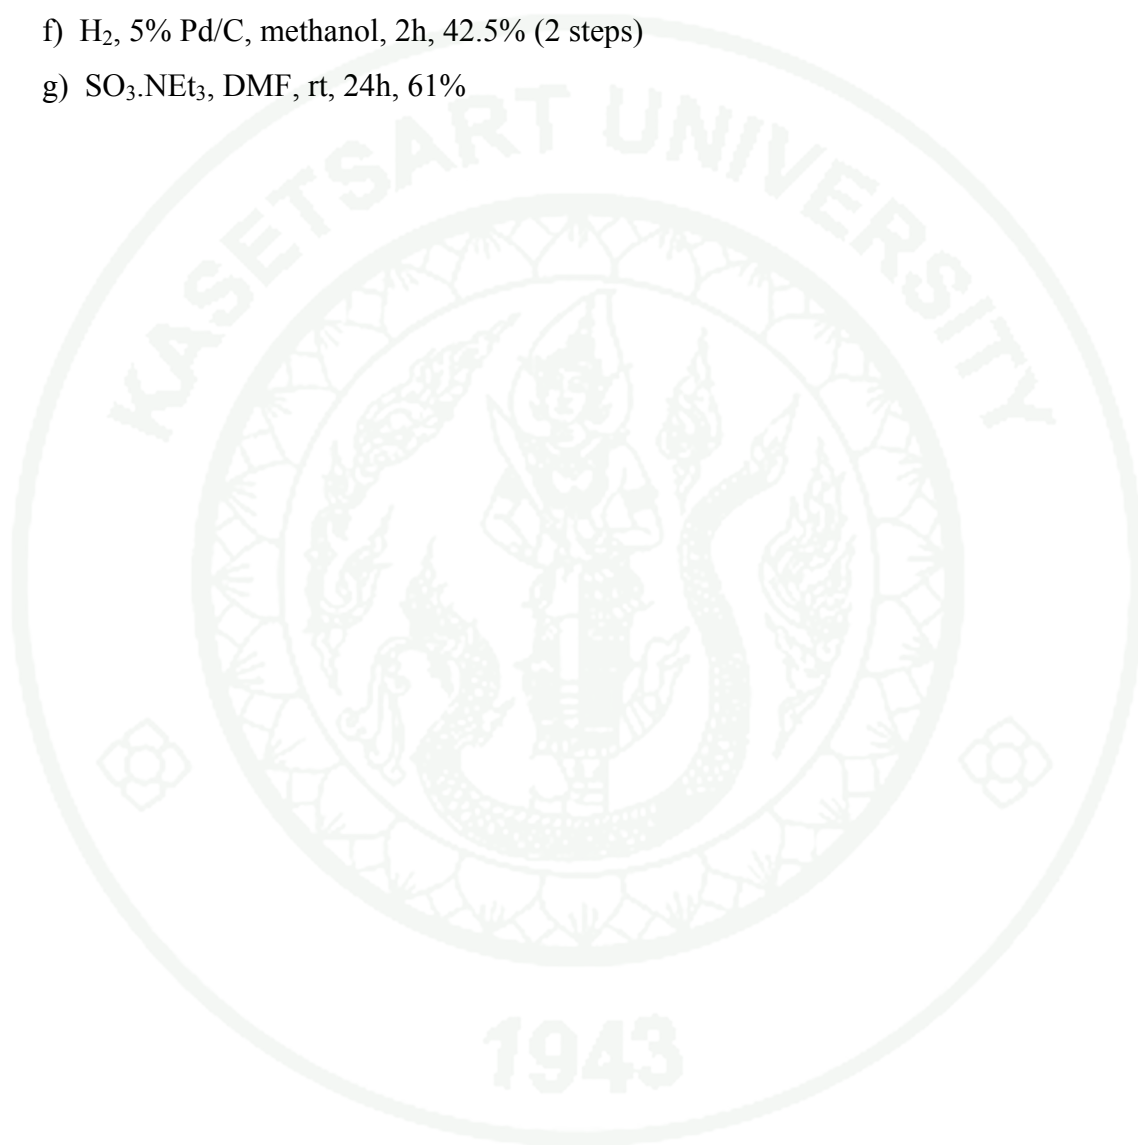 f) H₂, 5% Pd/C, methanol, 2h, 42.5% (2 steps)
g) SO₃.NEt₃, DMF, rt, 24h, 61%
KASETSART UNIVERSITY
1943